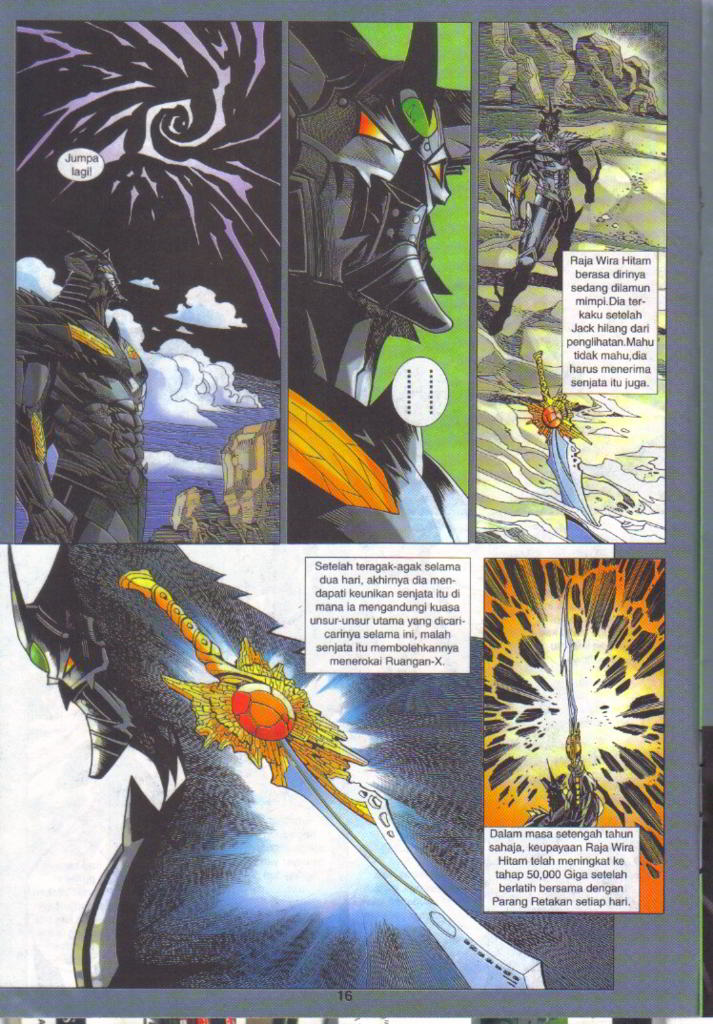 Jumpa
lagi!
Raja Wira Hitam
berasa dirinya
sedang dilamun
mimpi.Dia ter-
kaku setelah
Jack hilang dari
penglihatan.Mahu
tidak mahu,dia
harus menerima
senjata itu juga.
Setelah teragak-agak selama
dua hari, akhirnya dia men-
dapati keunikan senjata itu di
mana ia mengandungi kuasa
unsur-unsur utama yang dicari-
carinya selama ini, malah
senjata itu membolehkannya
menerokai Ruangan-X.
Dalam masa setengah tahun
sahaja, keupayaan Raja Wira
Hitam telah meningkat ke
tahap 50,000 Giga setelah
berlatih bersama dengan
Parang Retakan setiap hari.
16